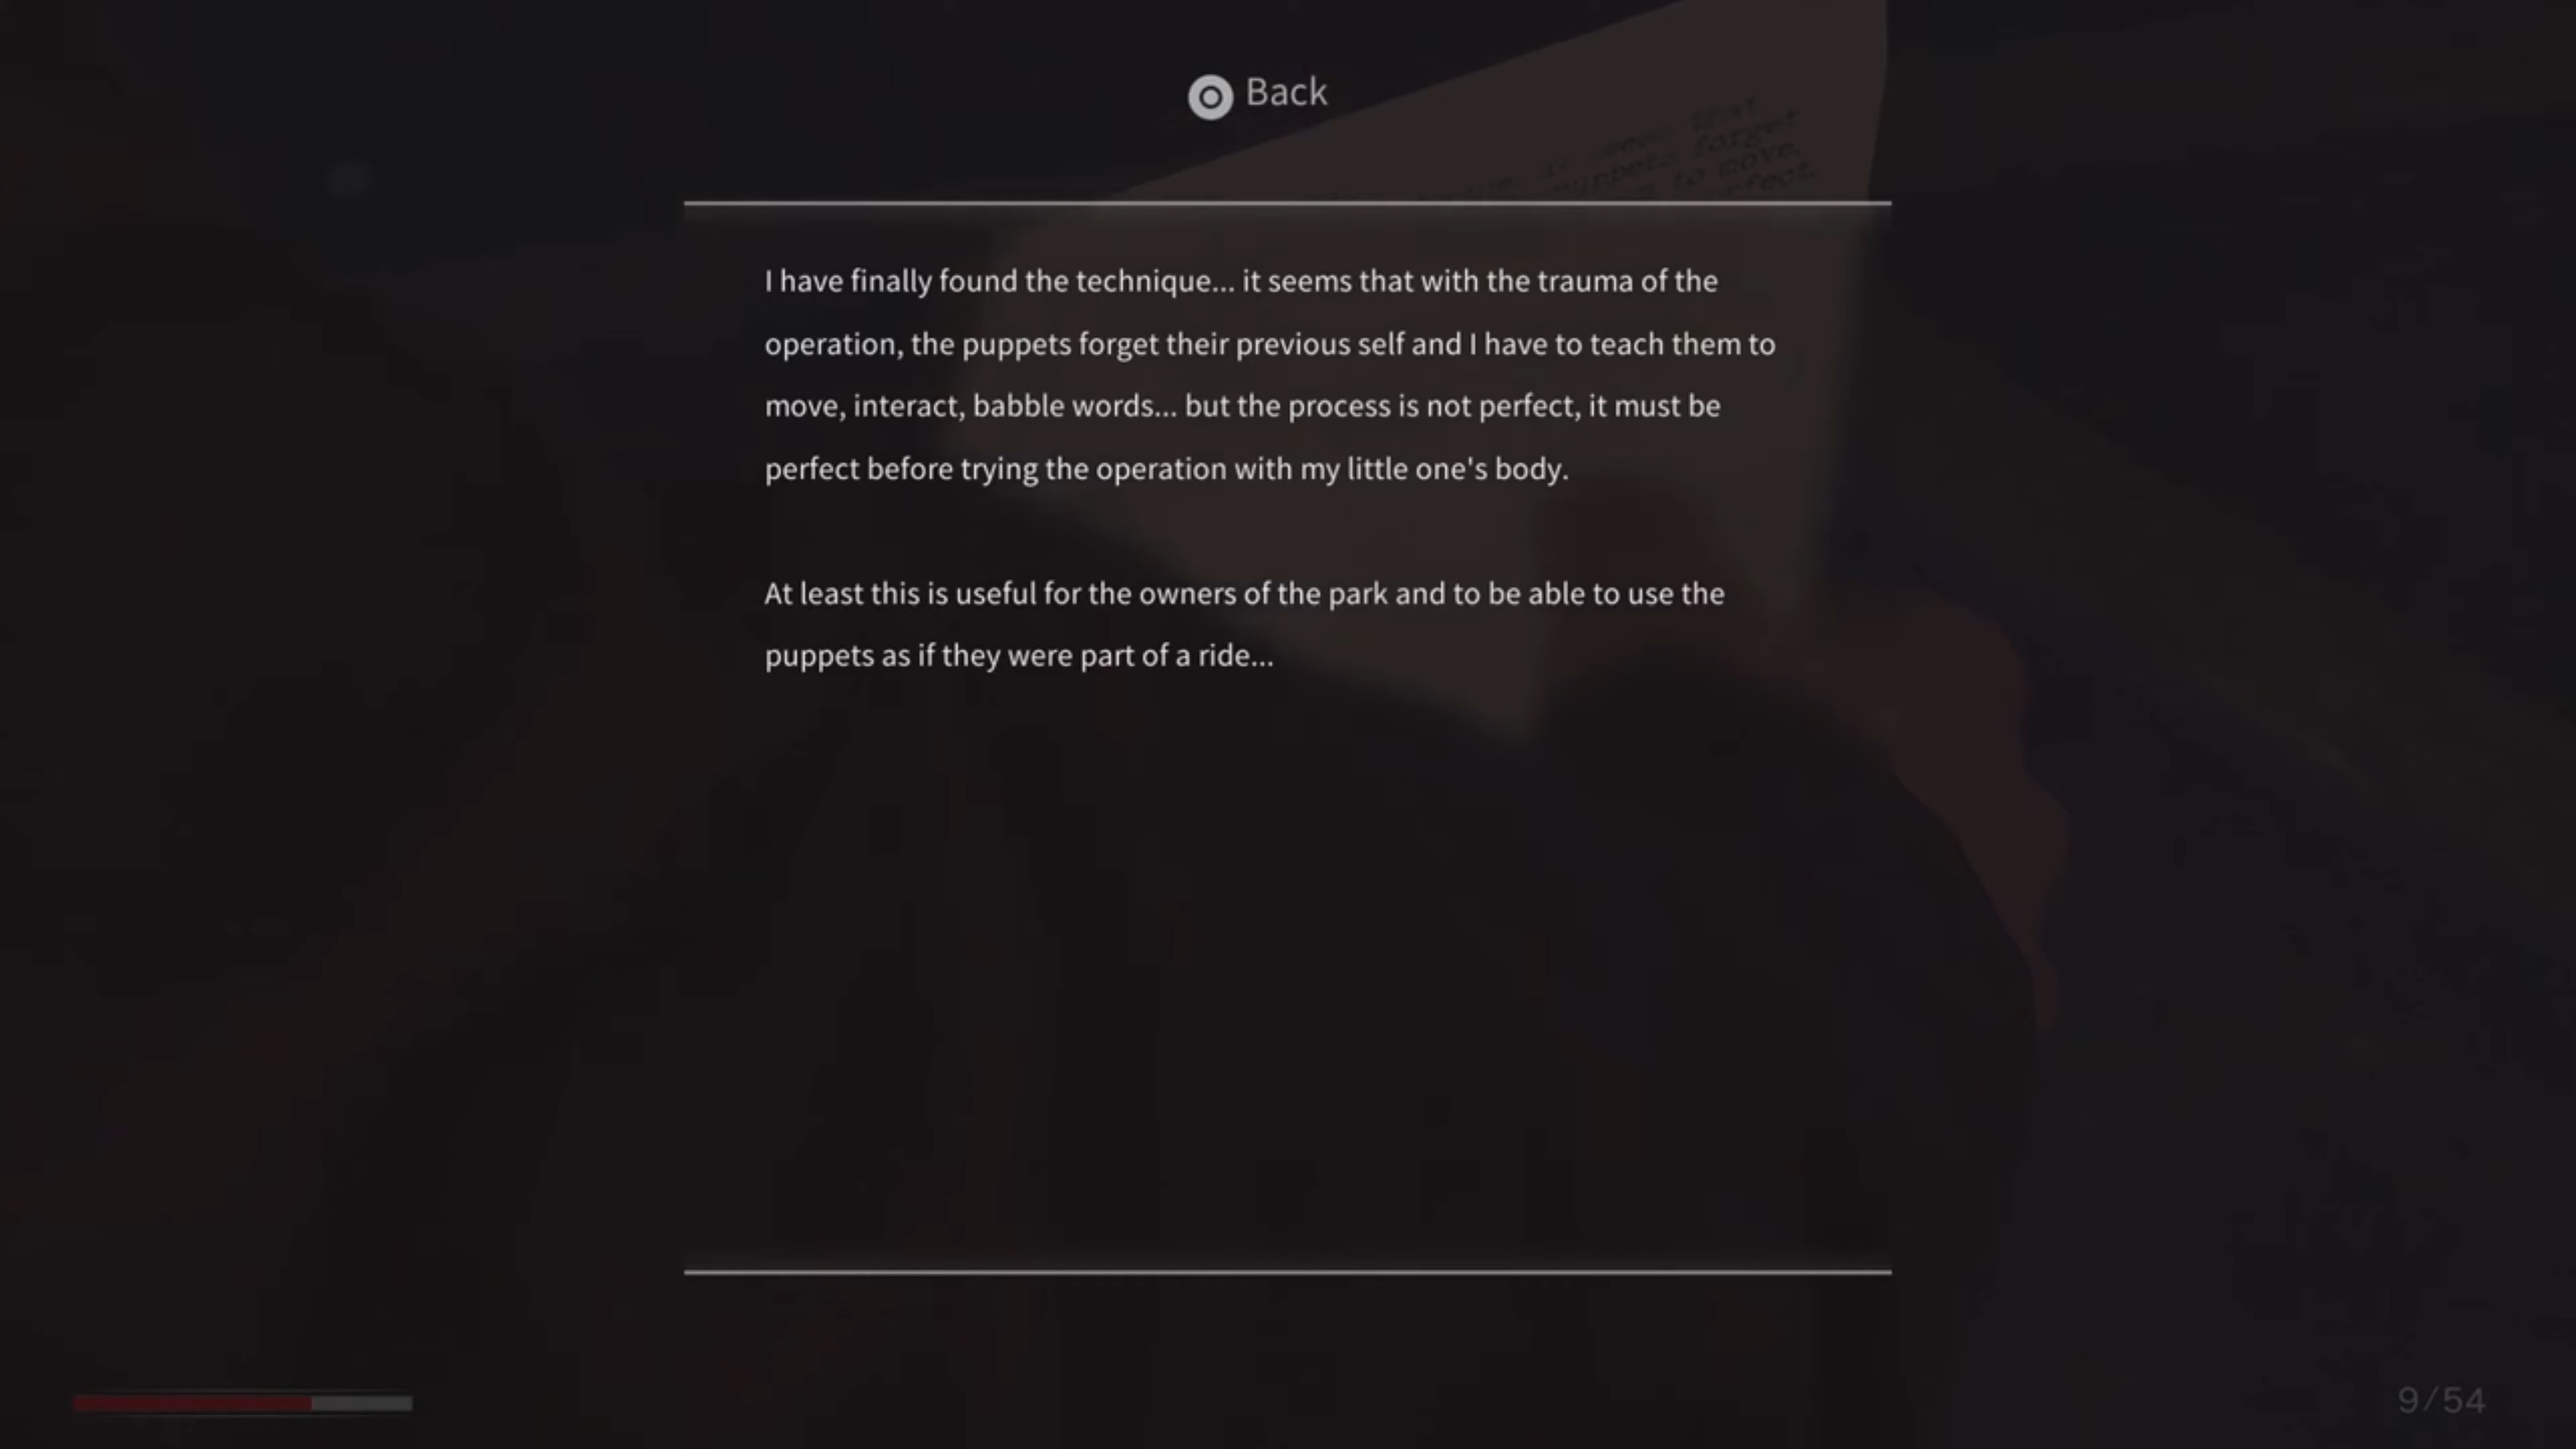 Back
that
forget
to move,
I have finally found the technique... it seems that with the trauma of the
operation, the puppets forget their previous self and I have to teach them to
move, interact, babble words... but the process is not perfect, it must be
perfect before trying the operation with my little one's body.
At least this is useful for the owners of the park and to be able to use the
puppets as if they were part of a ride...
9/54